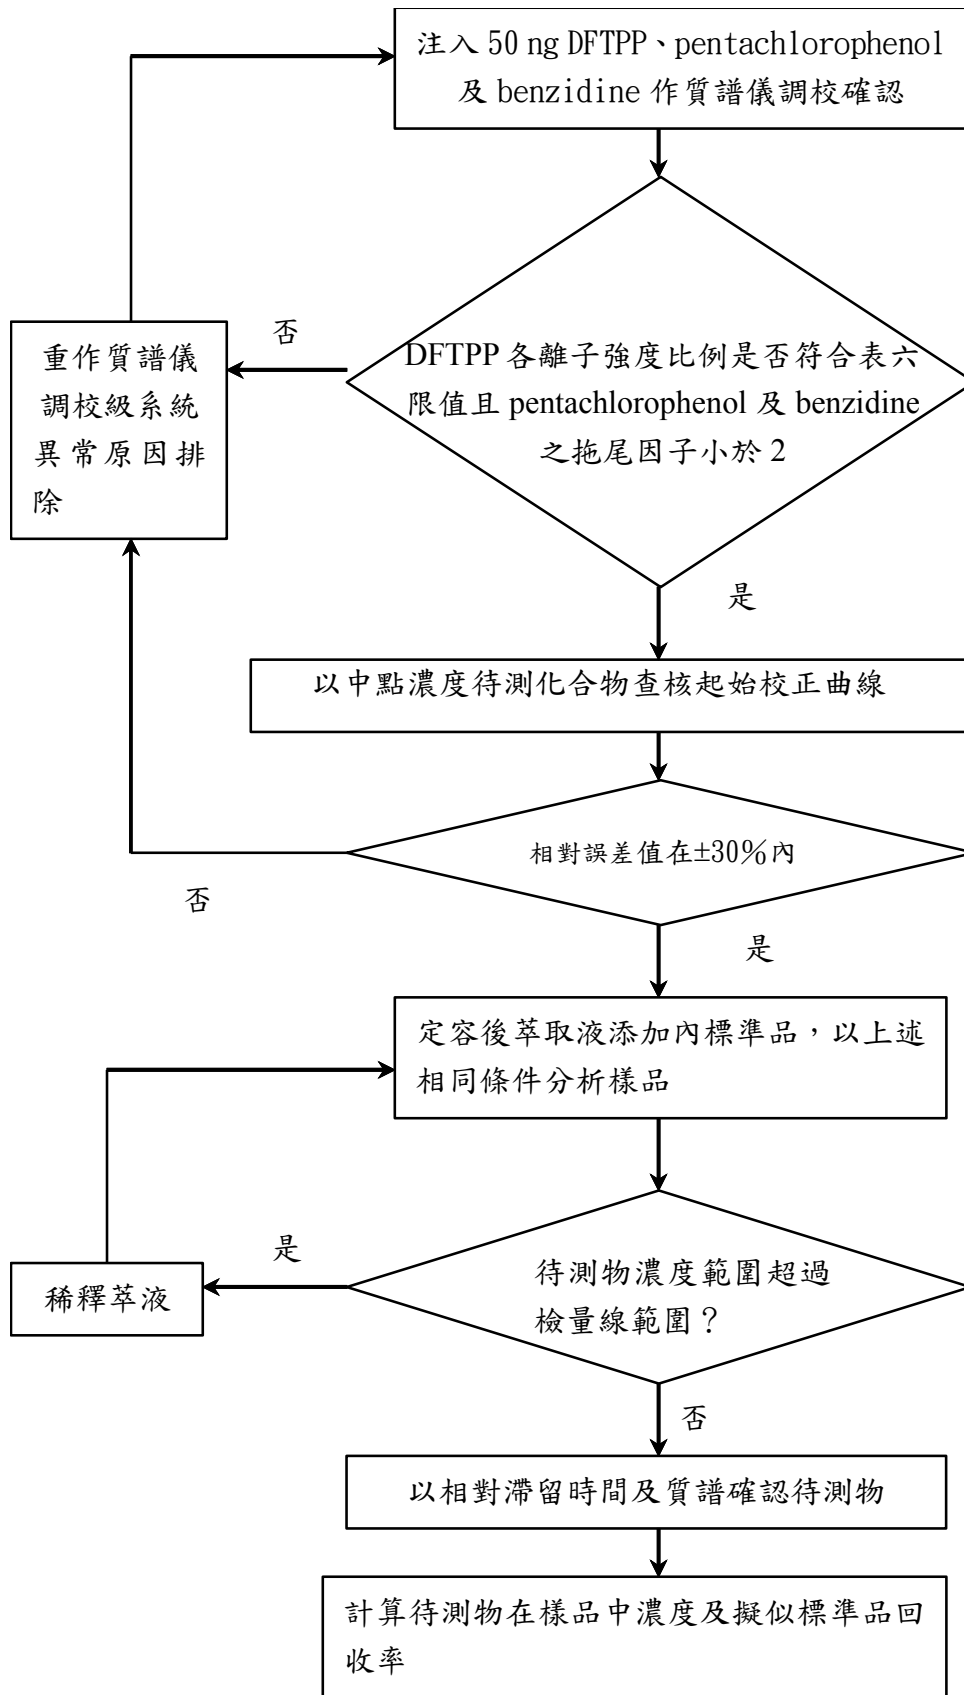 注入 50 ng DFTPP、pentachlorophenol
及 benzidine 作質譜儀調校確認
否
重作質譜儀
調校級系統
異常原因排
除
DFTPP 各離子強度比例是否符合表六
限值且 pentachlorophenol 及 benzidine
之拖尾因子小於 2
是
以中點濃度待測化合物查核起始校正曲線
相對誤差值在±30%內
否
是
定容後萃取液添加內標準品，以上述
相同條件分析樣品
是
稀釋萃液
待測物濃度範圍超過
檢量線範圍？
否
以相對滯留時間及質譜確認待測物
計算待測物在樣品中濃度及擬似標準品回
收率